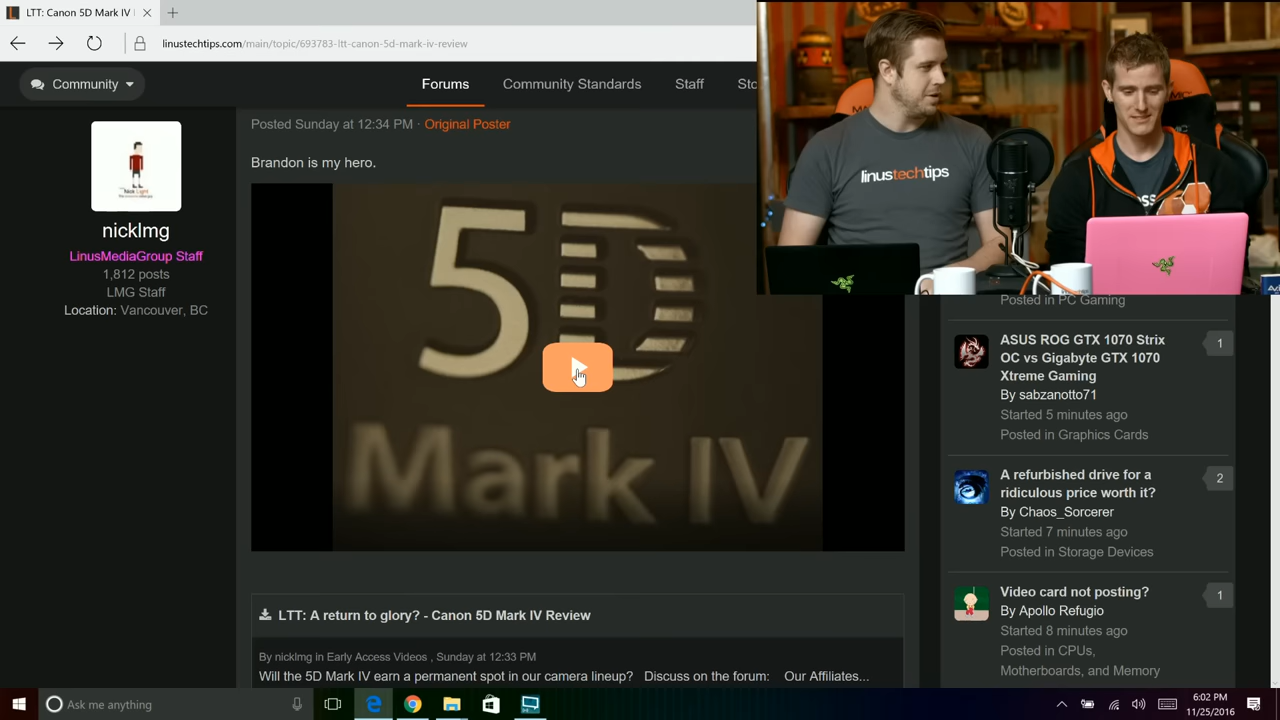 LTT: Canon 5D Mark IV
linustechtips.com/main/topic/693783-ltt-canon-5d-mark-iv-review
Community
Forums
Community Standards
Staff
Sto
Posted Sunday at 12:34 PM · Original Poster
Brandon is my hero.
nicklmg
LinusMediaGroup Staff
1,812 posts
LMG Staff
Location: Vancouver, BC
5D
Mark IV
linustechtips
Posted in PC Gaming
ASUS ROG GTX 1070 Strix
OC vs Gigabyte GTX 1070
Xtreme Gaming
1
By sabzanotto71
Started 5 minutes ago
Posted in Graphics Cards
A refurbished drive for a
ridiculous price worth it?
2
By Chaos_Sorcerer
Started 7 minutes ago
Posted in Storage Devices
Video card not posting?
1
By Apollo Refugio
Started 8 minutes ago
Posted in CPUs,
Motherboards, and Memory
LTT: A return to glory? - Canon 5D Mark IV Review
By nicklmg in Early Access Videos , Sunday at 12:33 PM
Will the 5D Mark IV earn a permanent spot in our camera lineup? Discuss on the forum: Our Affiliates...
Ask me anything
6:02 PM
11/25/2016